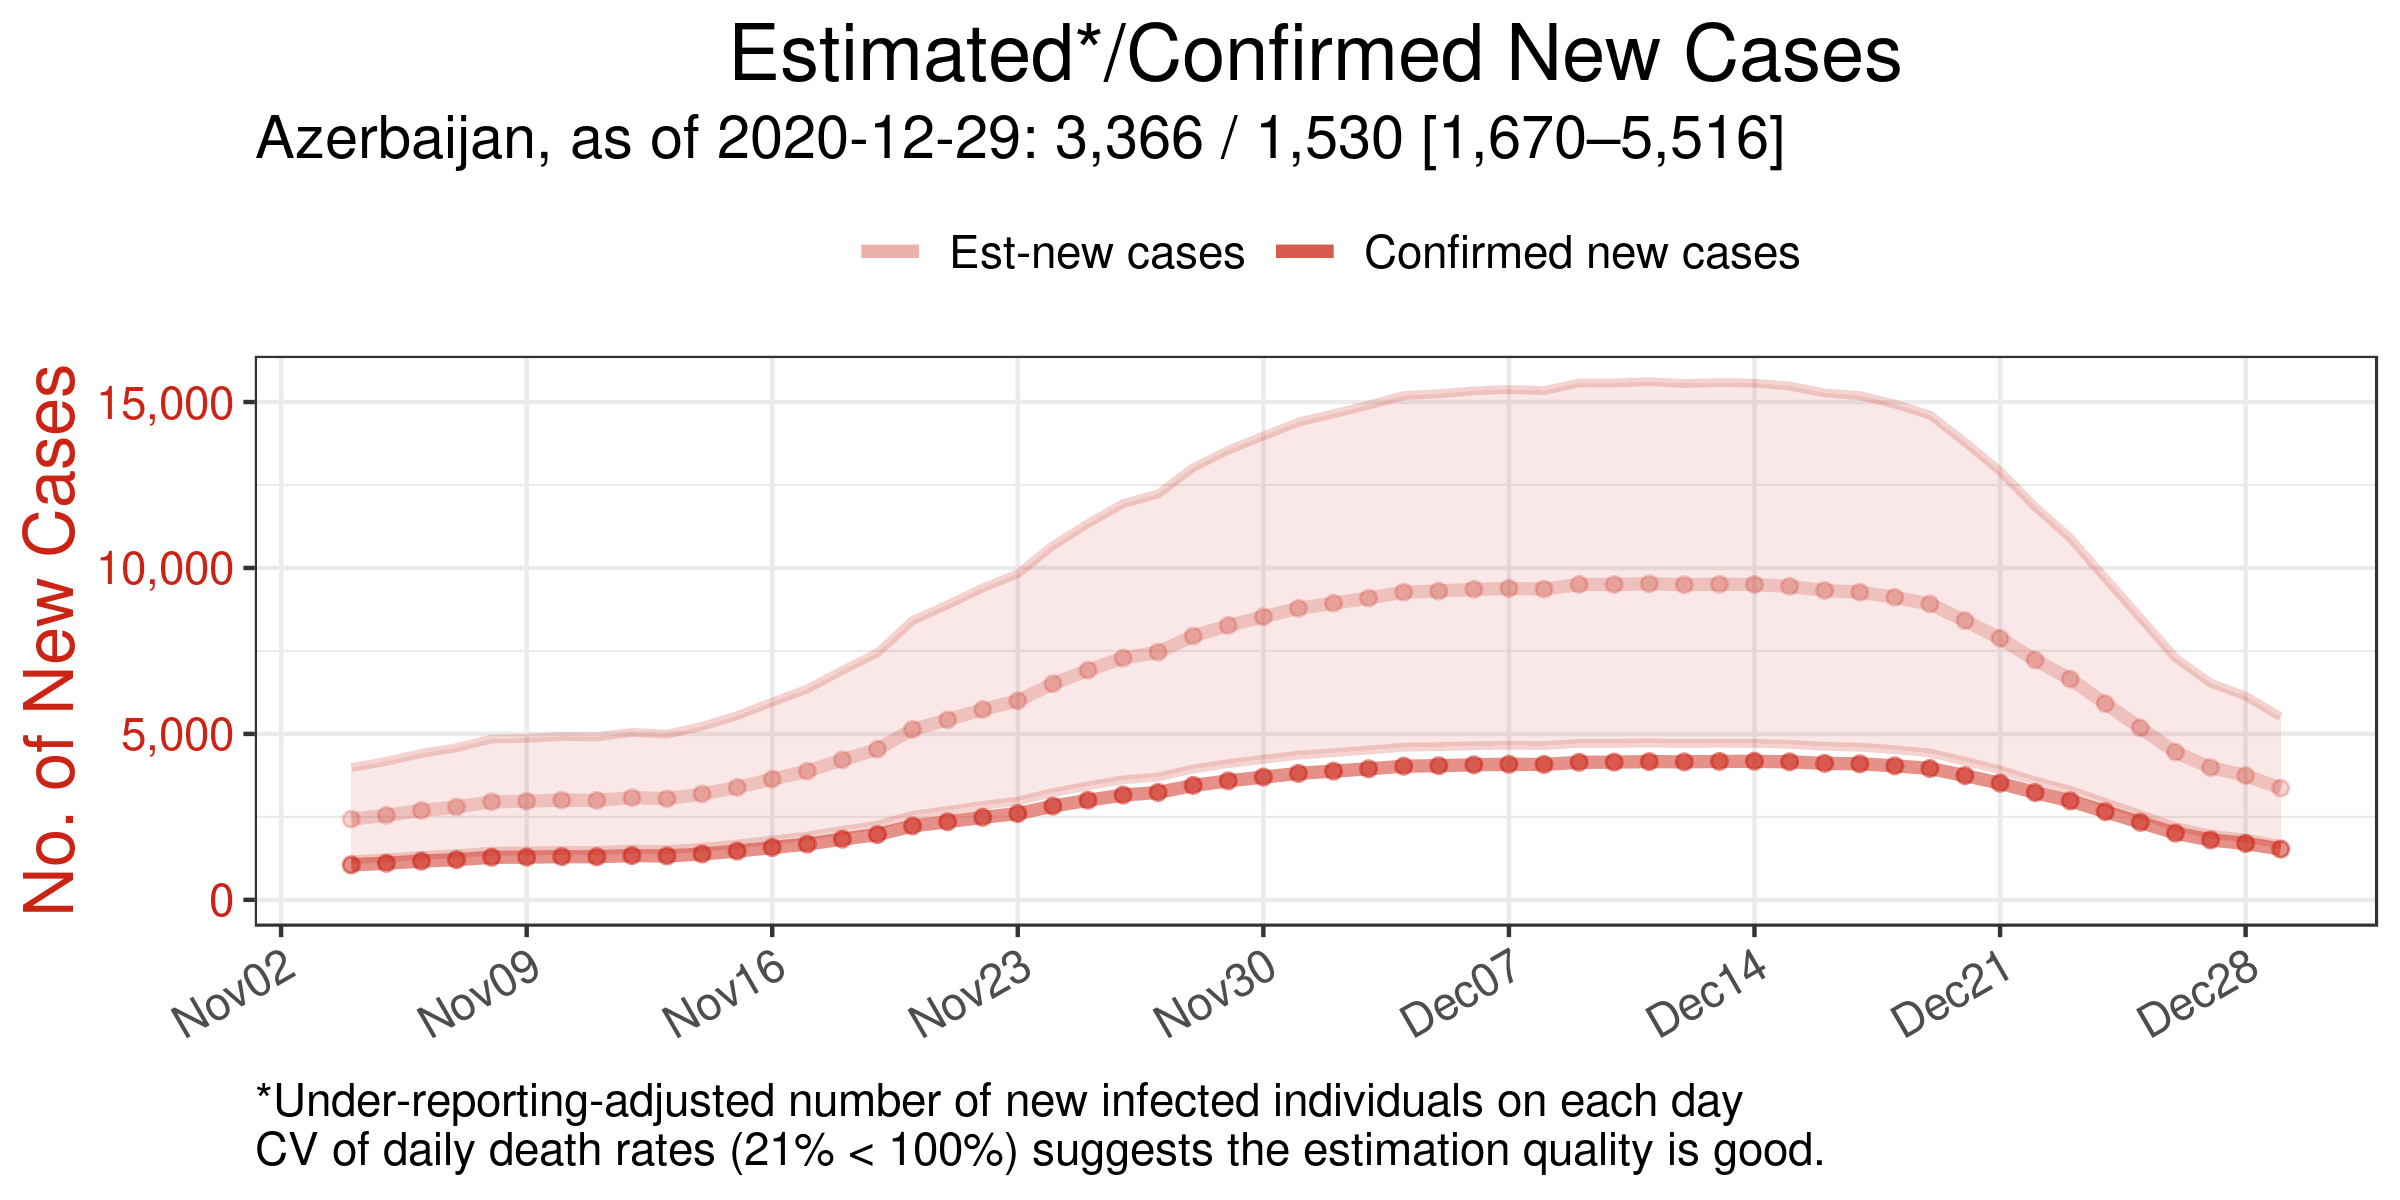 Estimated*/Confirmed New Cases
Azerbaijan, as of 2020-12-29: 3,366 / 1,530 [1,670–5,516]
Est-new cases
Confirmed new cases
No. of New Cases
15,000
10,000
5,000
0
Nov02
Nov09
Nov16
Nov23
Nov30
Dec07
Dec14
Dec21
Dec28
*Under-reporting-adjusted number of new infected individuals on each day
CV of daily death rates (21% < 100%) suggests the estimation quality is good.